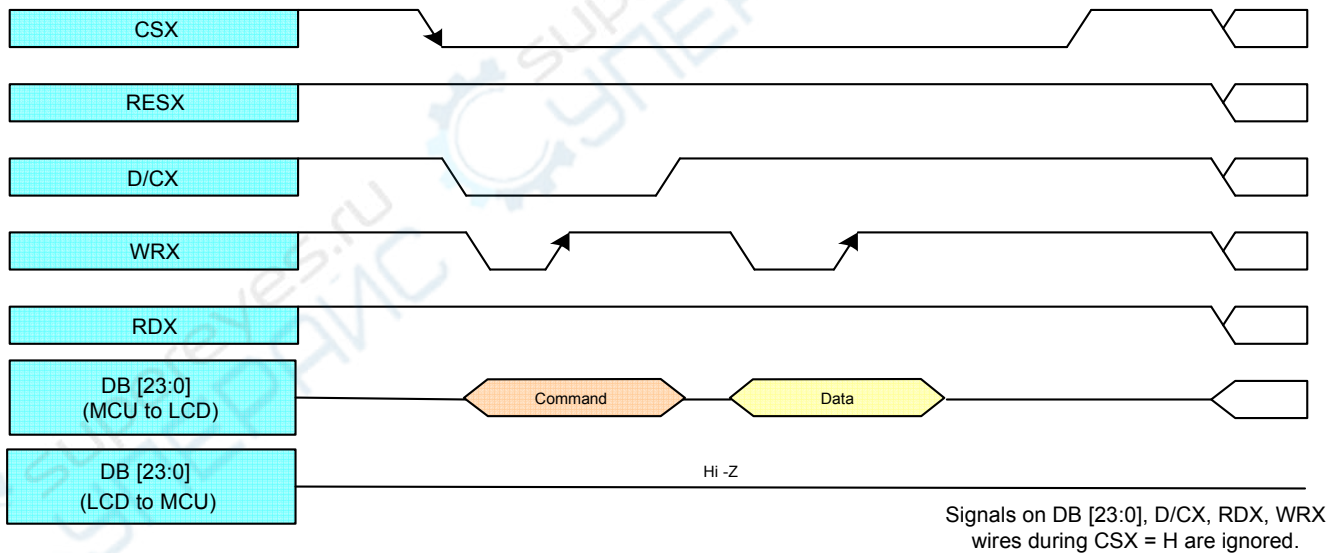 CSX
RESX
D/CX
WRX
RDX
DB [23:0]
(MCU to LCD)
Command
Data
DB [23:0]
(LCD to MCU)
Hi -Z
Signals on DB [23:0], D/CX, RDX, WRX
wires during CSX = H are ignored.